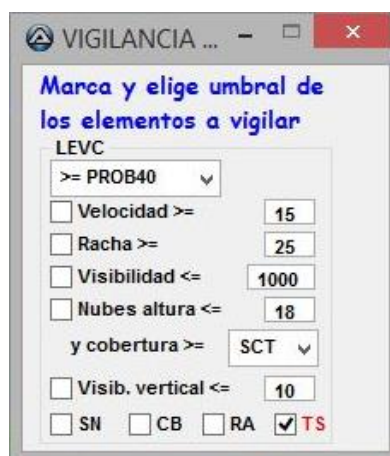 VIGILANCIA ...
Marca y elige umbral de
los elementos a vigilar
LEVC
>= PROB40
Velocidad >= 15
Racha >= 25
Visibilidad <= 1000
Nubes altura <= 18
y cobertura >= SCT
Visib. vertical <= 10
SN CB RA TS